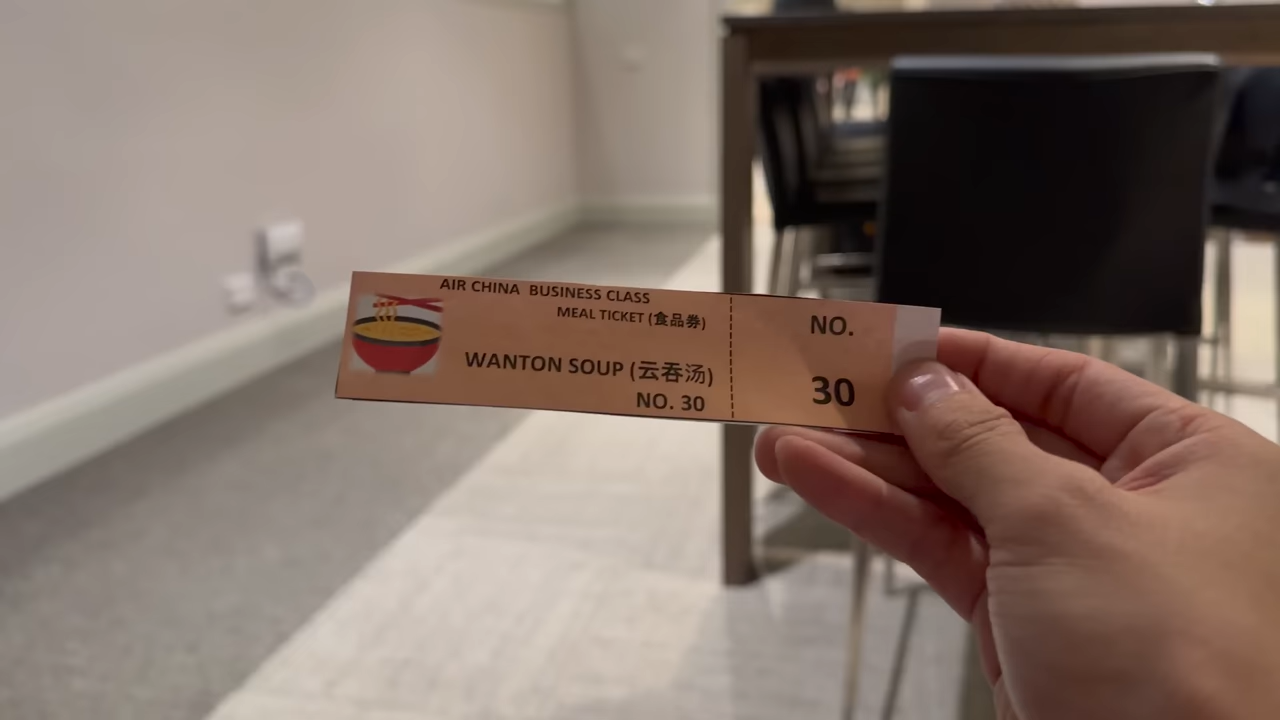 AIR CHINA BUSINESS CLASS
MEAL TICKET (食品券)
WANTON SOUP (云吞汤)
NO. 30
NO.
30